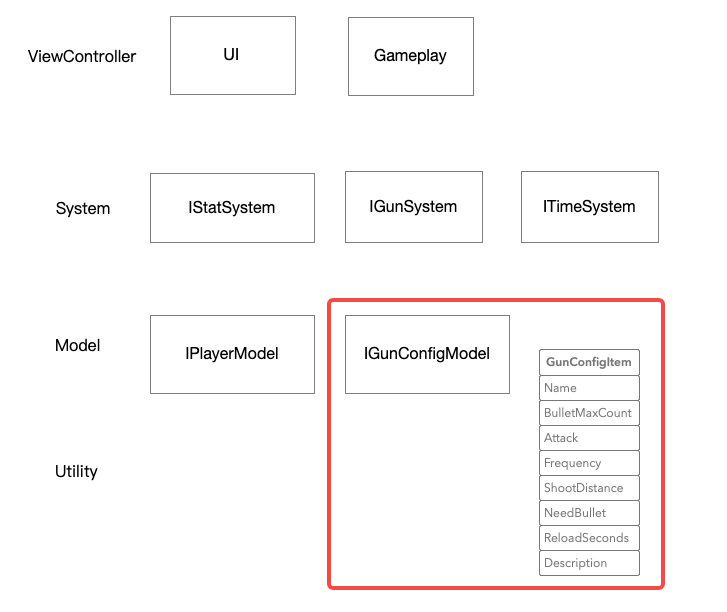 ViewController
UI
Gameplay
System
IStatSystem
IGunSystem
ITimeSystem
Model
IPlayerModel
IGunConfigModel
GunConfigItem
Name
BulletMaxCount
Attack
Frequency
ShootDistance
NeedBullet
ReloadSeconds
Description
Utility